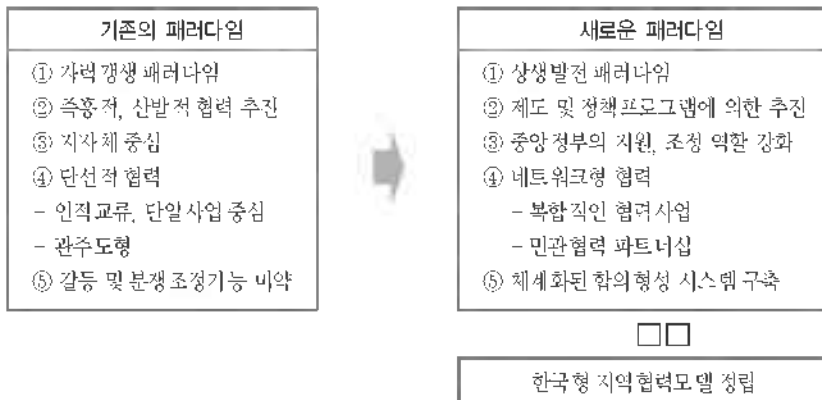 기존의 패러다임
① 자력갱생 패러다임
② 즉흥적, 산발적 협력 추진
③ 지자체 중심
④ 단선적 협력
- 인적교류, 단일사업 중심
- 관주도형
⑤ 갈등 및 분쟁조정기능 미약
새로운 패러다임
① 상생발전 패러다임
② 제도 및 정책프로그램에 의한 추진
③ 중앙정부의 지원, 조정 역할 강화
④ 네트워크형 협력
- 복합적인 협력사업
- 민관협력 파트너십
⑤ 체계화된 합의형성 시스템 구축
□□
한국형 지역협력모델 정립